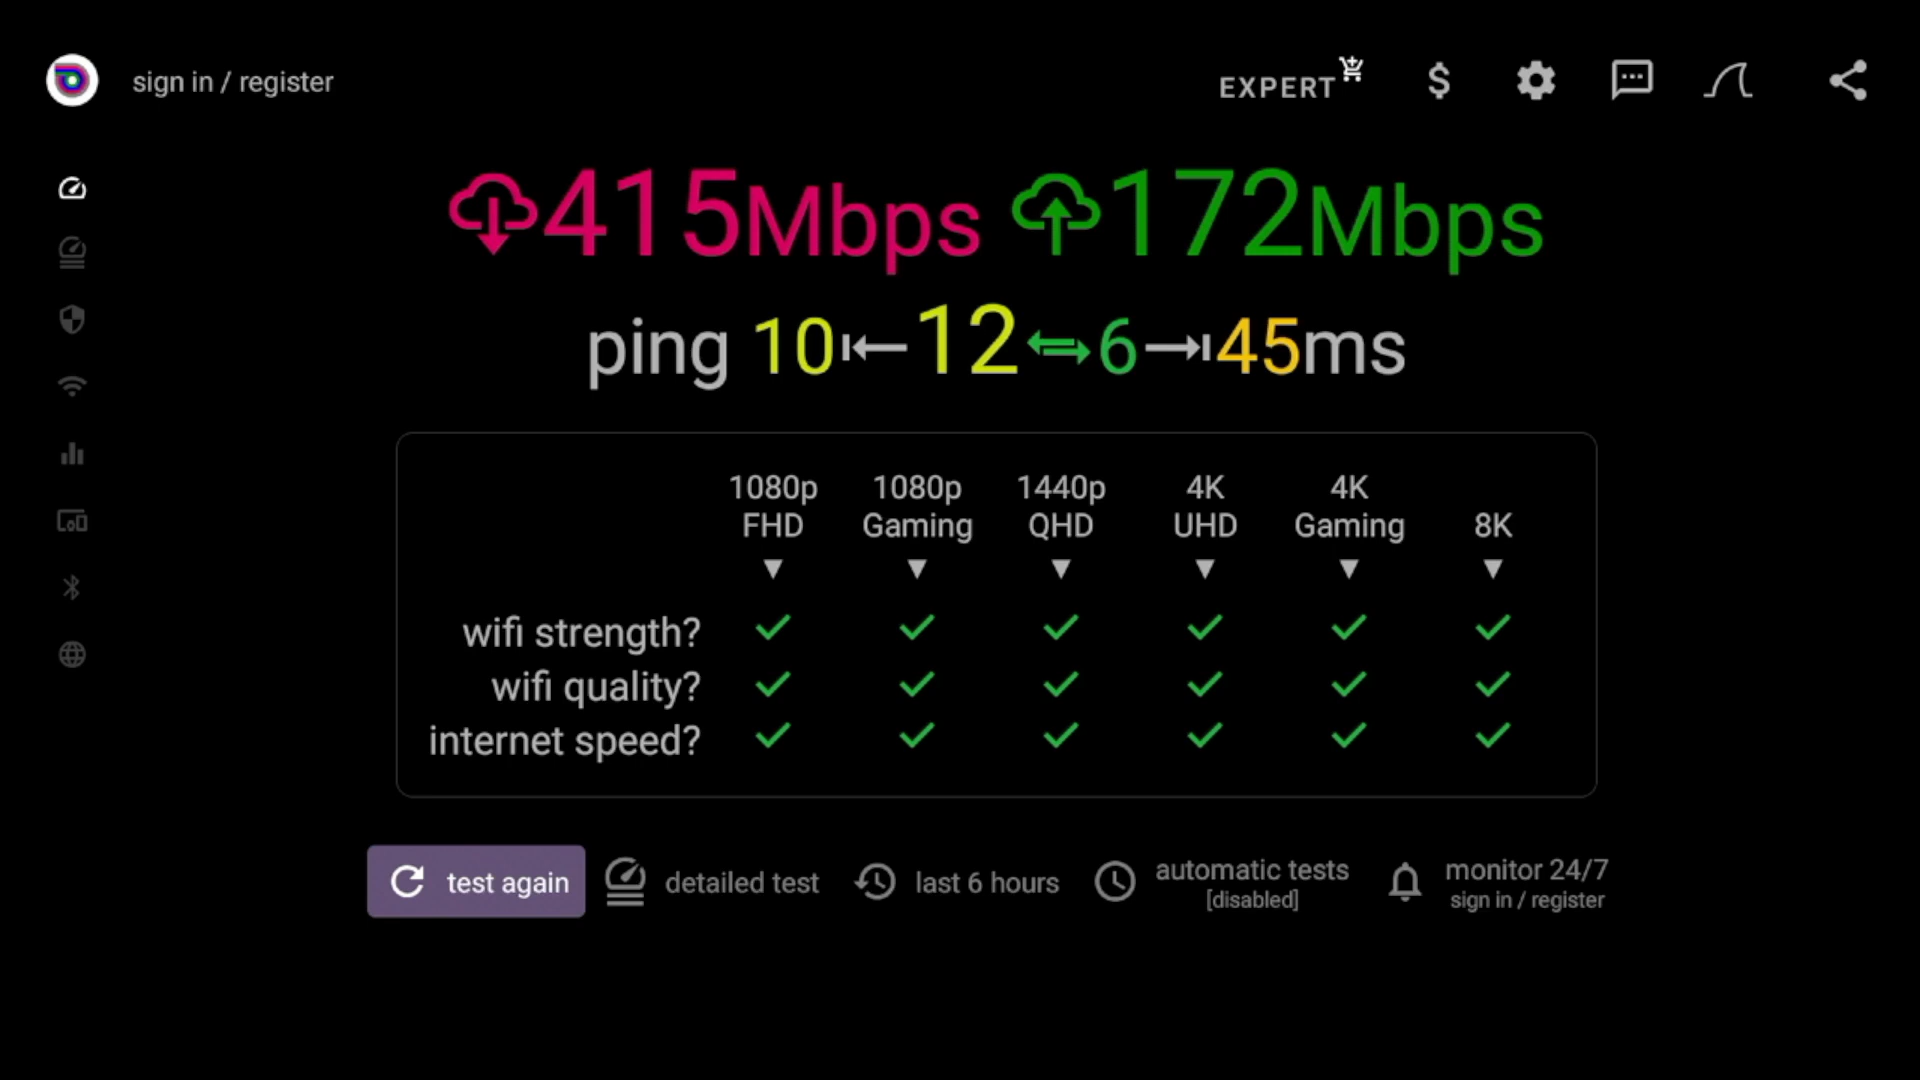 sign in / register
EXPERT
415Mbps 172Mbps
ping 10 12 6 45ms
1080p 1080p 1440p 4K 4K
FHD Gaming QHD UHD Gaming 8K
wifi strength?
wifi quality?
internet speed?
test again
detailed test
last 6 hours
automatic tests
[disabled]
monitor 24/7
sign in / register